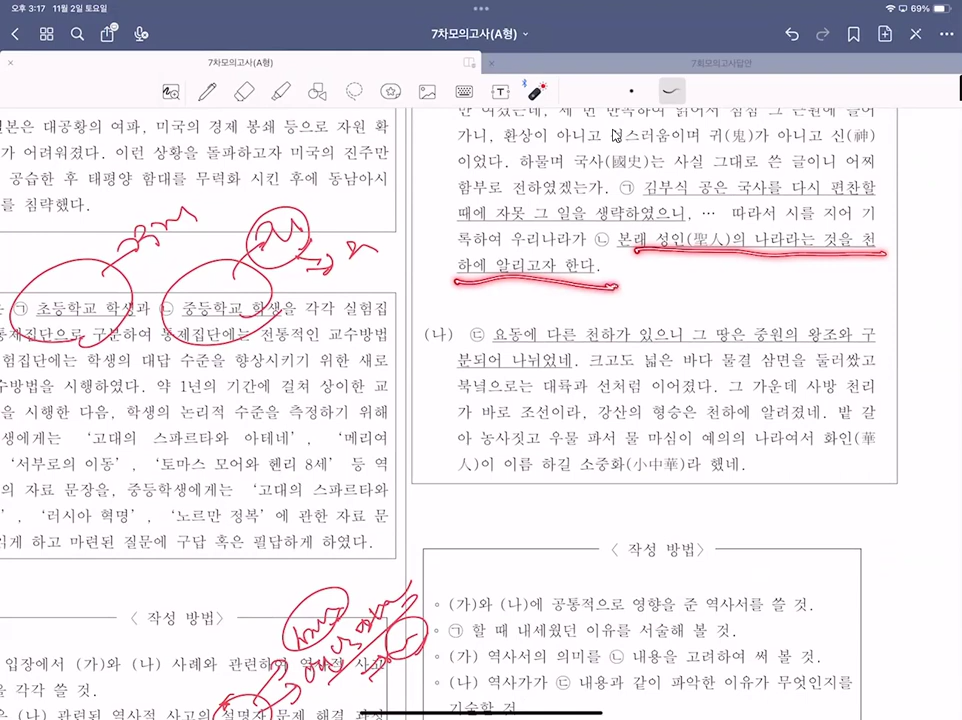 오후 3:17 11월 2일 토요일
69%
7차모의고사(A형)
7차모의고사(A형)
7회모의고사답안
일본은 대공황의 여파, 미국의 경제 봉쇄 등으로 자원 확
가 어려워졌다. 이런 상황을 돌파하고자 미국의 진주만
공습한 후 태평양 함대를 무력화 시킨 후에 동남아시
를 침략했다.
은 ㉠ 초등학교 학생과 ㉡ 중등학교 학생을 각각 실험집
통제집단으로 구분하여 통제집단에는 전통적인 교수방법
험집단에는 학생의 대답 수준을 향상시키기 위한 새로
수방법을 시행하였다. 약 1년의 기간에 걸쳐 상이한 교
을 시행한 다음, 학생의 논리적 수준을 측정하기 위해
생에게는 ‘고대의 스파르타와 아테네’, ‘메리여
‘서부로의 이동’, ‘토마스 모어와 헨리 8세’ 등 역
의 자료 문장을, 중등학생에게는 ‘고대의 스파르타와
’, ‘러시아 혁명’, ‘노르만 정복’에 관한 자료 문
읽게 하고 마련된 질문에 구답 혹은 필답하게 하였다.
〈 작성 방법 〉
입장에서 (가)와 (나) 사례와 관련하여 역사적 사고
을 각각 쓸 것.
은 (나) 관련된 역사적 사고의 설명자 문제 해결 과정
만 여겼는데, 세 번 반복하여 읽어서 점점 그 근원에 들어
가니, 환상이 아니고 성스러움이며 귀(鬼)가 아니고 신(神)
이었다. 하물며 국사(國史)는 사실 그대로 쓴 글이니 어찌
함부로 전하였겠는가. ㉠ 김부식 공은 국사를 다시 편찬할
때에 자못 그 일을 생략하였으니, … 따라서 시를 지어 기
록하여 우리나라가 ㉡ 본래 성인(聖人)의 나라라는 것을 천
하에 알리고자 한다.
(나) ㉢ 요동에 다른 천하가 있으니 그 땅은 중원의 왕조와 구
분되어 나뉘었네. 크고도 넓은 바다 물결 삼면을 둘러쌌고
북녘으로는 대륙과 선처럼 이어졌다. 그 가운데 사방 천리
가 바로 조선이라, 강산의 형승은 천하에 알려졌네. 밭 갈
아 농사짓고 우물 파서 물 마심이 예의의 나라여서 화인(華
人)이 이름 하길 소중화(小中華)라 했네.
〈 작성 방법 〉
◦ (가)와 (나)에 공통적으로 영향을 준 역사서를 쓸 것.
◦ ㉠ 할 때 내세웠던 이유를 서술해 볼 것.
◦ (가) 역사서의 의미를 ㉡ 내용을 고려하여 써 볼 것.
◦ (나) 역사가가 ㉢ 내용과 같이 파악한 이유가 무엇인지를
기술할 것